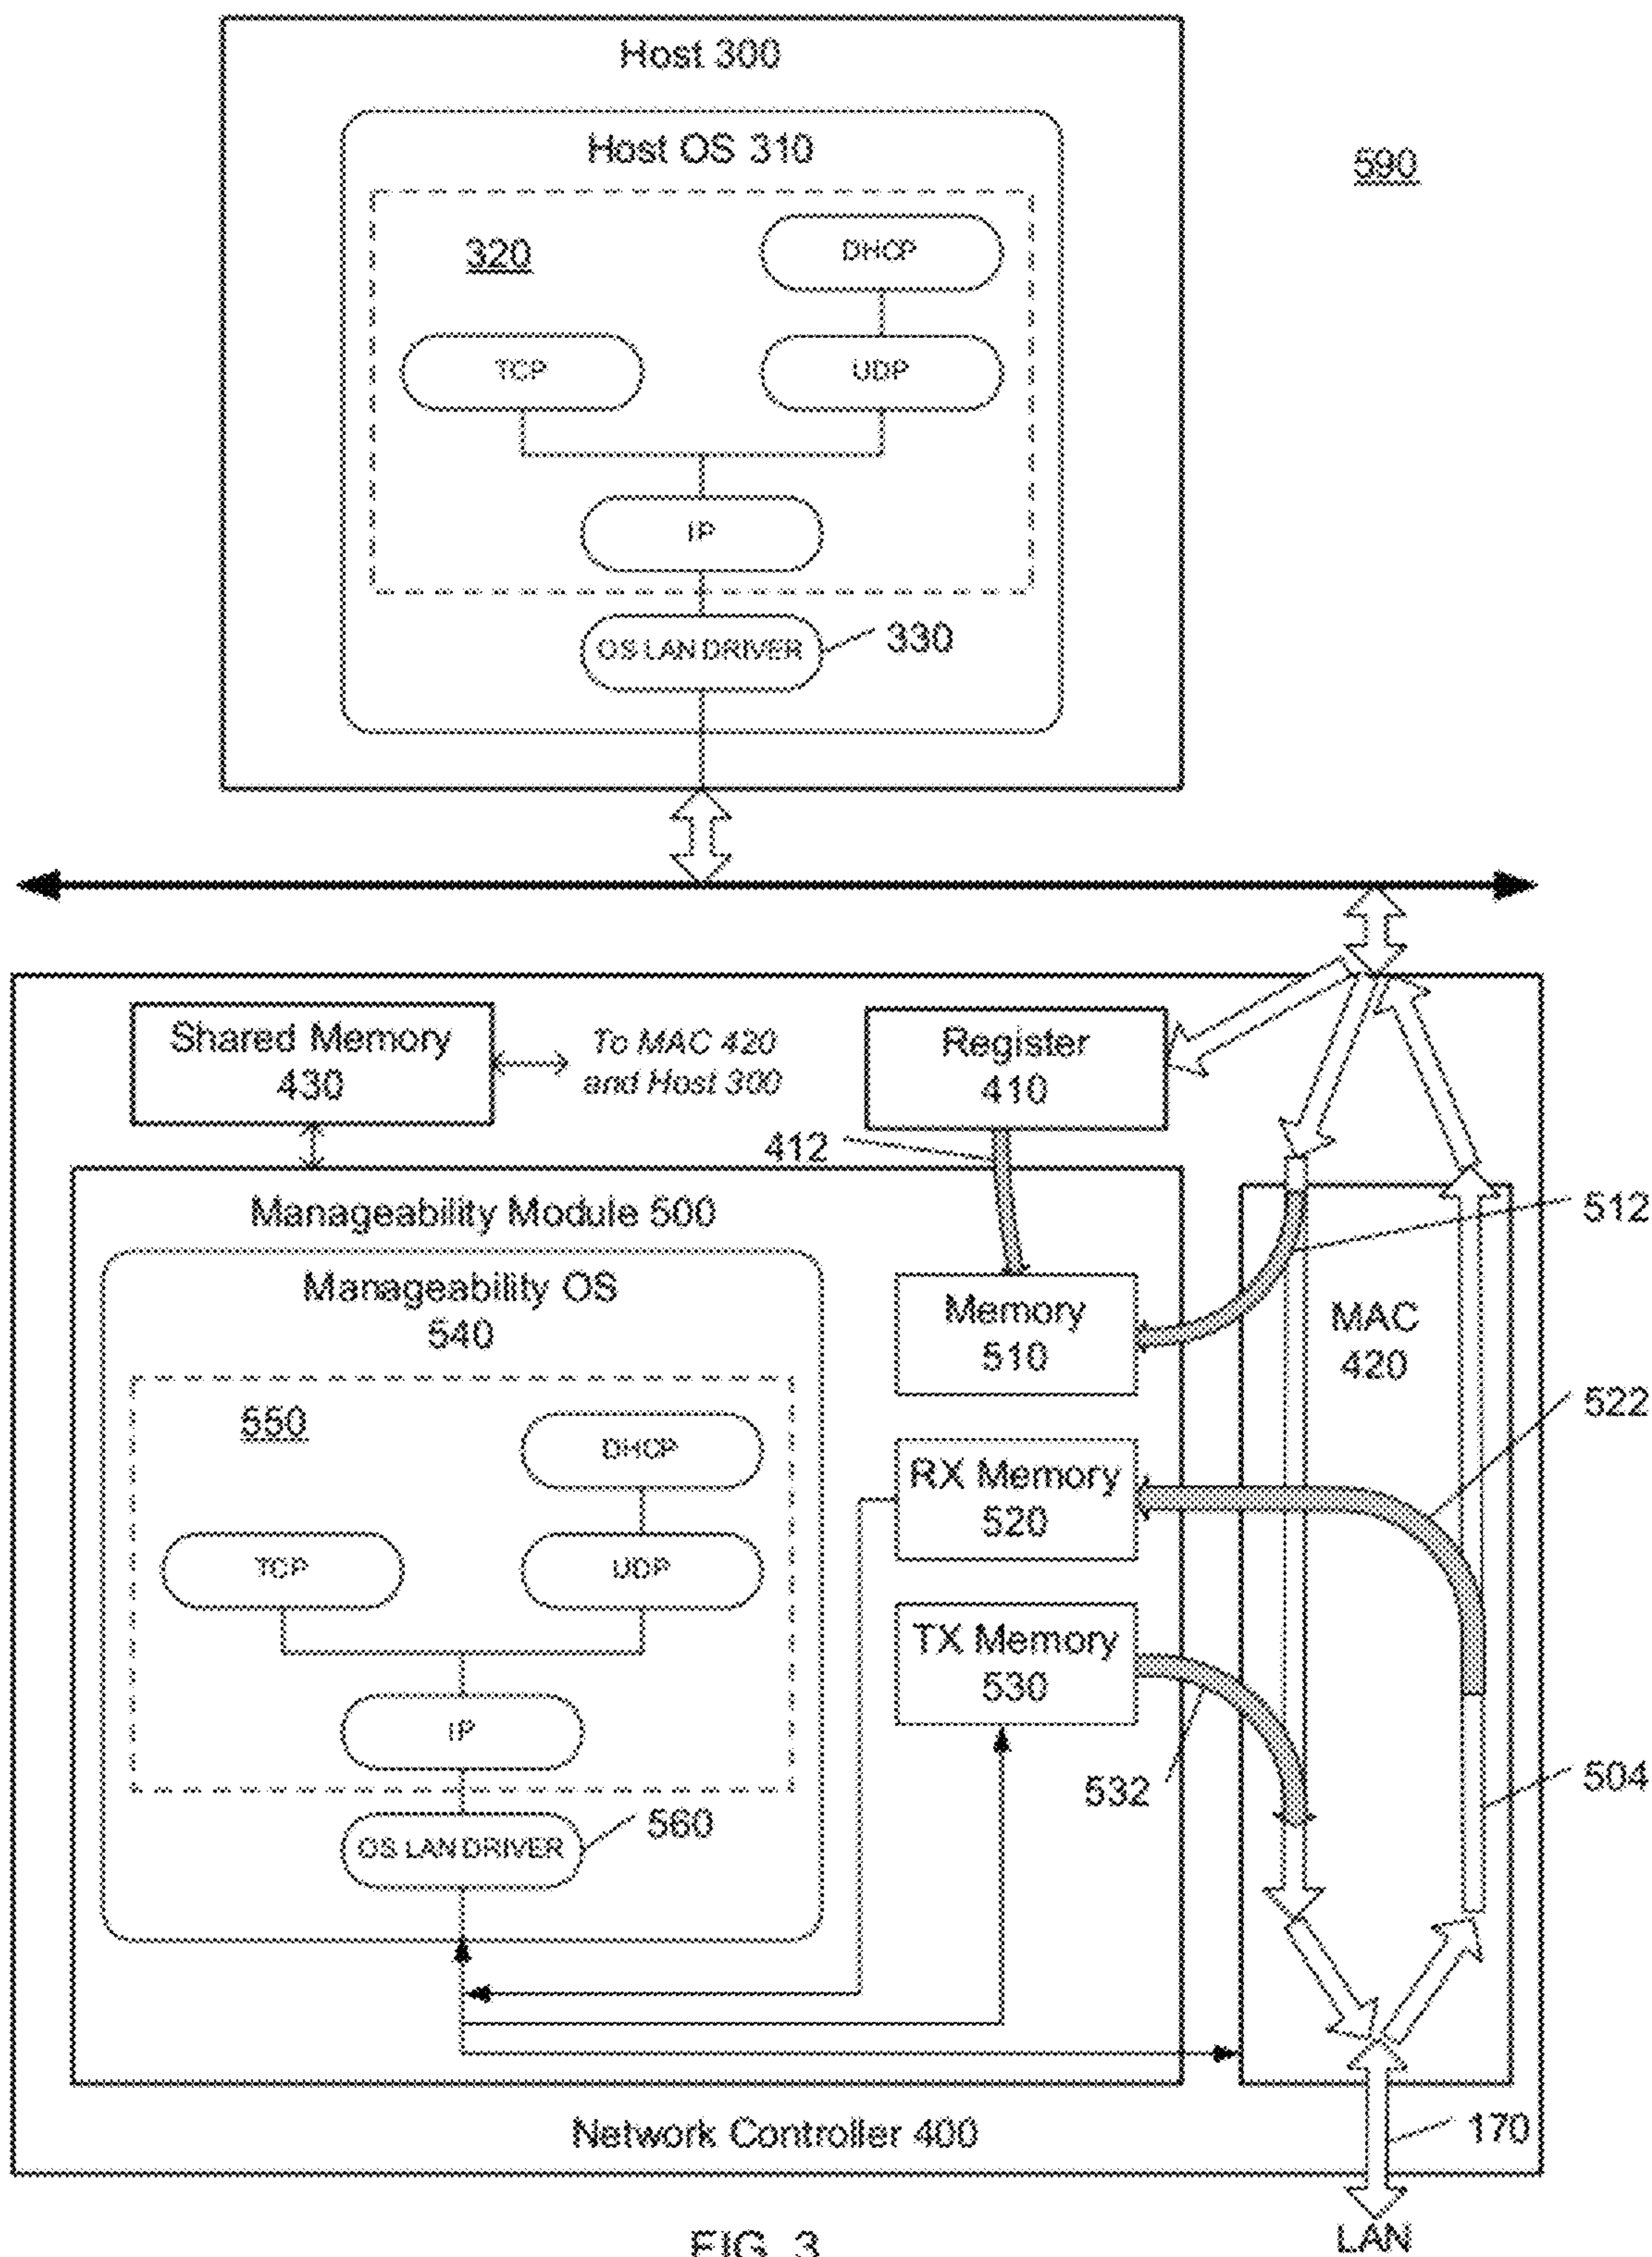 Host 300
Host OS 310
590
320
DHCP
TCP
UDP
IP
OS LAN DRIVER
330
Shared Memory
430
To MAC 420
and Host 300
Register
410
412
Manageability Module 500
512
Manageability OS
540
Memory
510
MAC
420
522
550
DHCP
RX Memory
520
TCP
UDP
TX Memory
530
IP
532
504
OS LAN DRIVER
560
Network Controller 400
170
LAN
FIG. 3